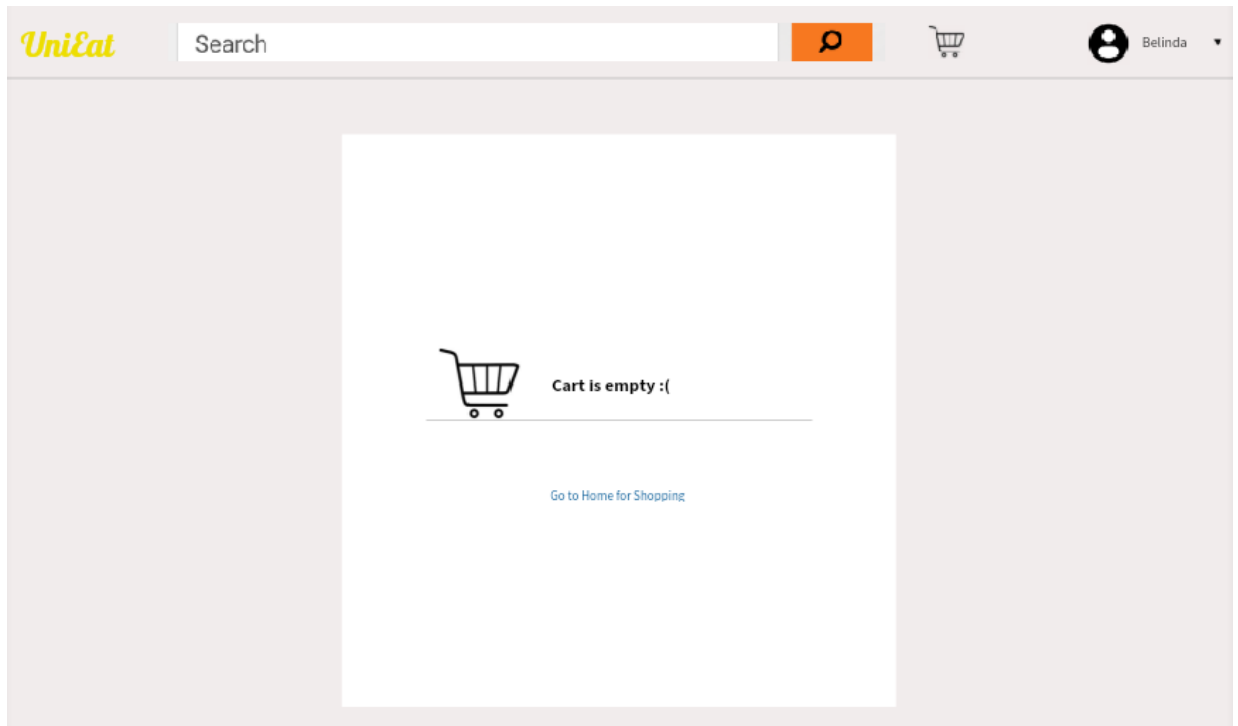 UniEat
Search
Belinda
Cart is empty :(
Go to Home for Shopping